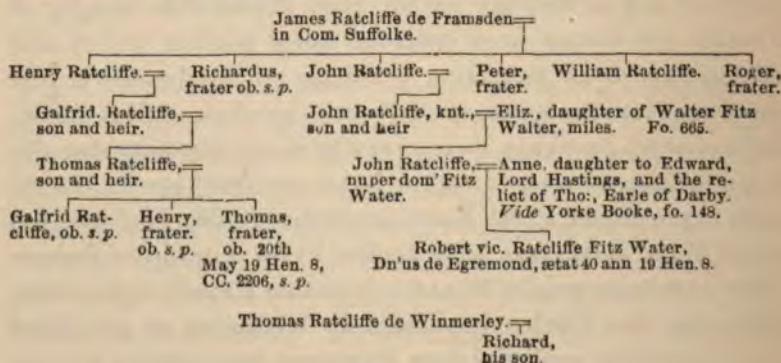 James Ratcliffe de Framsden
in Com. Suffolke.
Henry Ratcliffe.
Richardus,
frater ob. s. p.
John Ratcliffe.
Peter,
frater.
William Ratcliffe.
Roger,
frater.
Galfrid. Ratcliffe,
son and heir.
John Ratcliffe, knt.,
son and heir
Eliz., daughter of Walter Fitz
Walter, miles. Fo. 665.
Thomas Ratcliffe,
son and heir.
John Ratcliffe,
nuper dom' Fitz
Water.
Anne, daughter to Edward,
Lord Hastings, and the re-
lict of Tho:, Earle of Darby.
Vide Yorke Booke, fo. 148.
Galfrid Rat-
cliffe, ob. s. p.
Henry,
frater.
ob s. p.
Thomas,
frater,
ob. 20th
May 19 Hen. 8,
CC. 2206, s. p.
Robert vic. Ratcliffe Fitz Water,
Dn'us de Egremond, ætat 40 ann 19 Hen. 8.
Thomas Ratcliffe de Winmerley.
Richard,
his son.